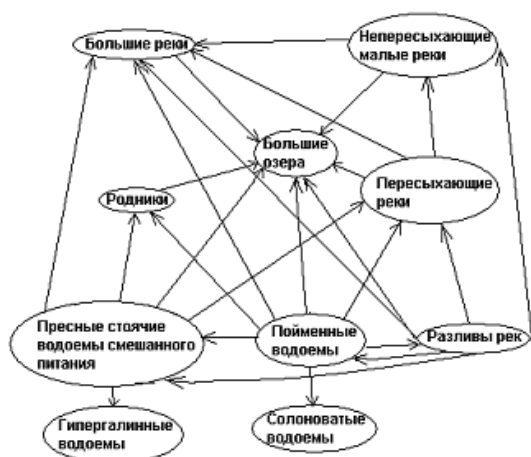 Большие реки
Непересыхающие
малые реки
Большие
озера
Родники
Пересыхающие
реки
Пресные стоячие
водоемы смешанного
питания
Пойменные
водоемы
Разливы рек
Гипергалинные
водоемы
Солоноватые
водоемы